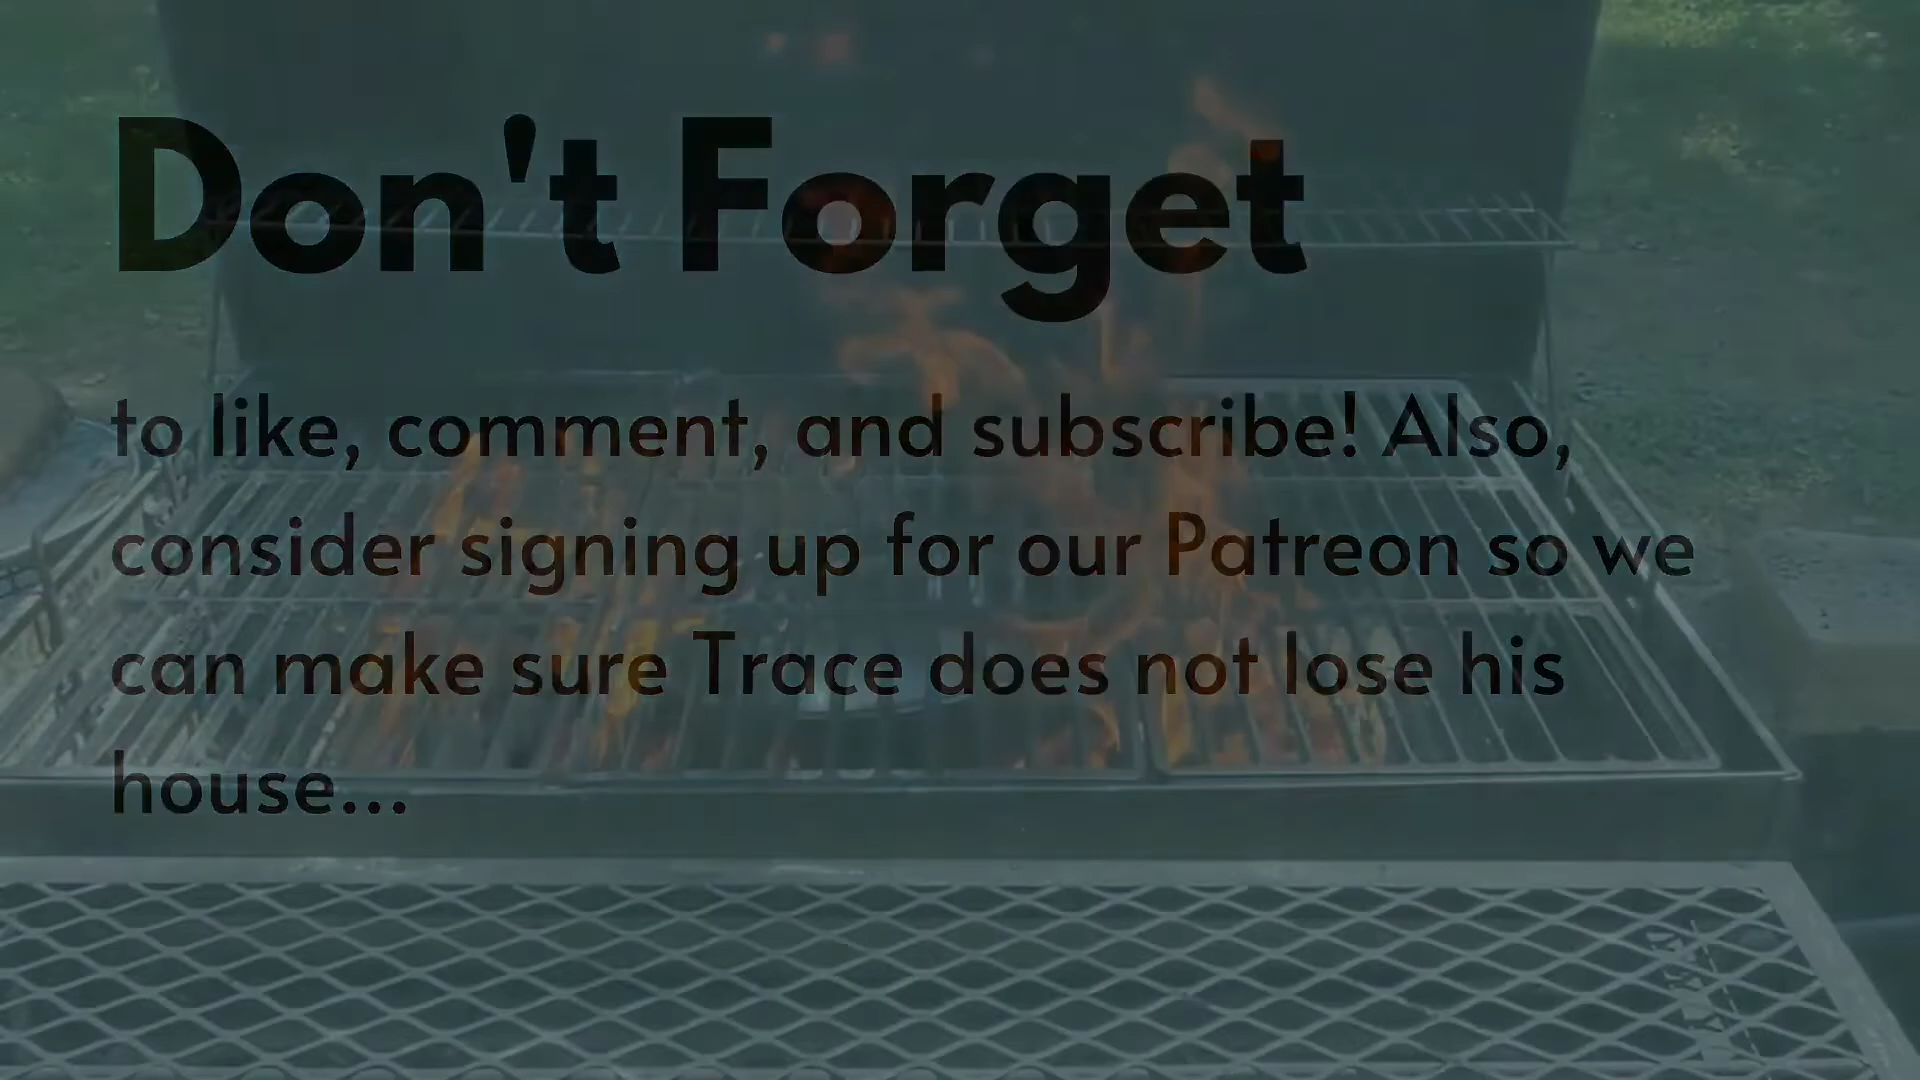 Don't Forget
to like, comment, and subscribe! Also,
consider signing up for our Patreon so we
can make sure Trace does not lose his
house...